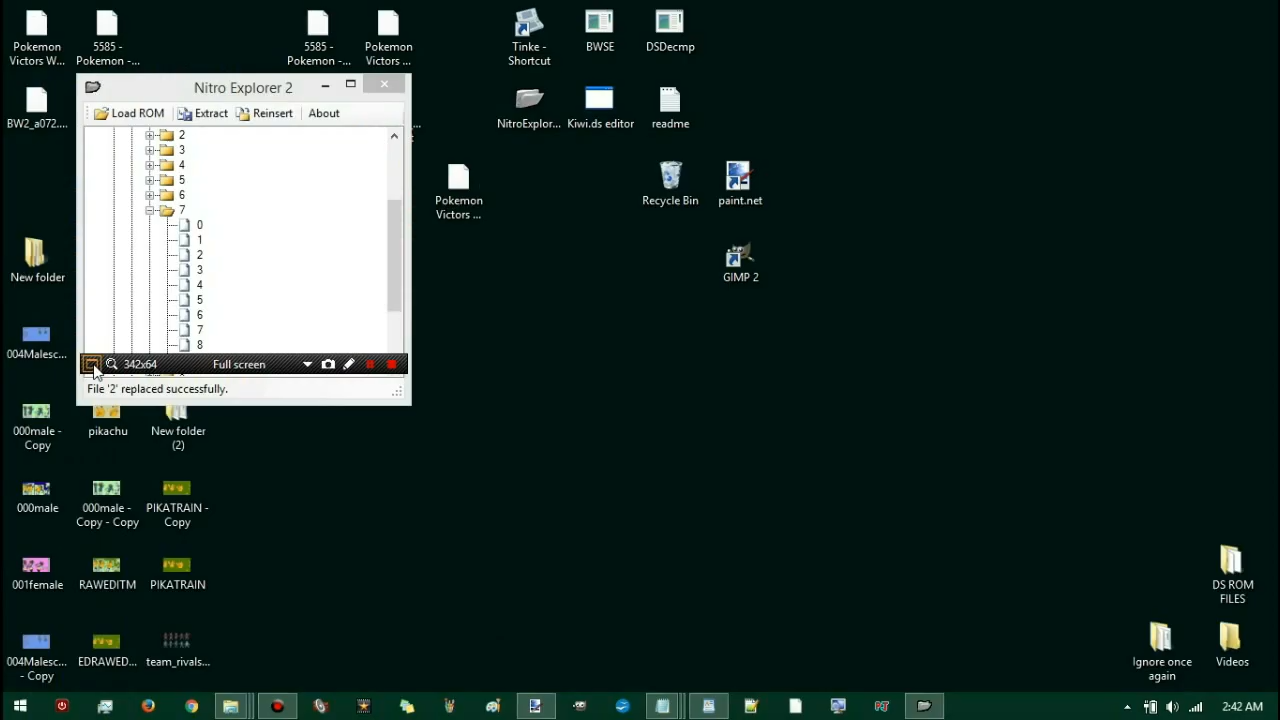 Pokemon
Victors W...
5585 -
Pokemon -...
5585 -
Pokemon -...
Pokemon
Victors ...
Tinke -
Shortcut
BWSE
DSDecmp
Nitro Explorer 2
Load ROM
Extract
Reinsert
About
BW2_a072....
NitroExplor...
Kiwi.ds editor
readme
2
3
4
5
6
7
0
1
2
3
4
5
6
7
8
342x64
Full screen
File '2' replaced successfully.
Pokemon
Victors ...
Recycle Bin
paint.net
New folder
GIMP 2
004Malesc...
000male -
Copy
pikachu
New folder
(2)
000male
000male -
Copy - Copy
PIKATRAIN -
Copy
001female
RAWEDITM
PIKATRAIN
DS ROM
FILES
004Malesc...
- Copy
EDRAWED...
team_rivals...
Ignore once
again
Videos
2:42 AM